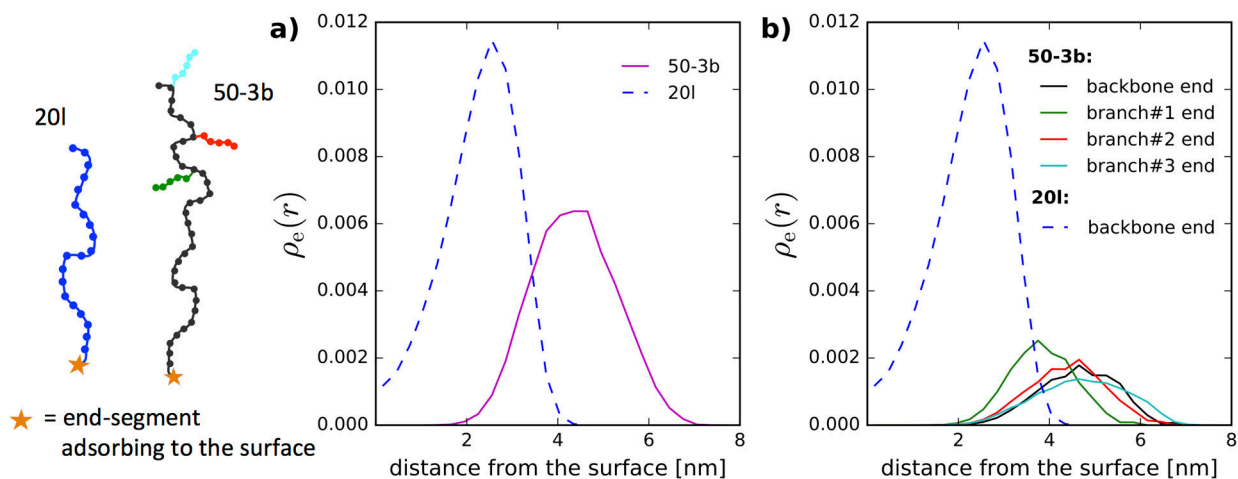 20l
50-3b
= end-segment
adsorbing to the surface
a)
0.012
0.010
0.008
0.006
0.004
0.002
0.000
ρe(r)
50-3b
20l
2 4 6 8
distance from the surface [nm]
b)
0.012
0.010
0.008
0.006
0.004
0.002
0.000
ρe(r)
50-3b:
backbone end
branch#1 end
branch#2 end
branch#3 end
20l:
backbone end
2 4 6 8
distance from the surface [nm]